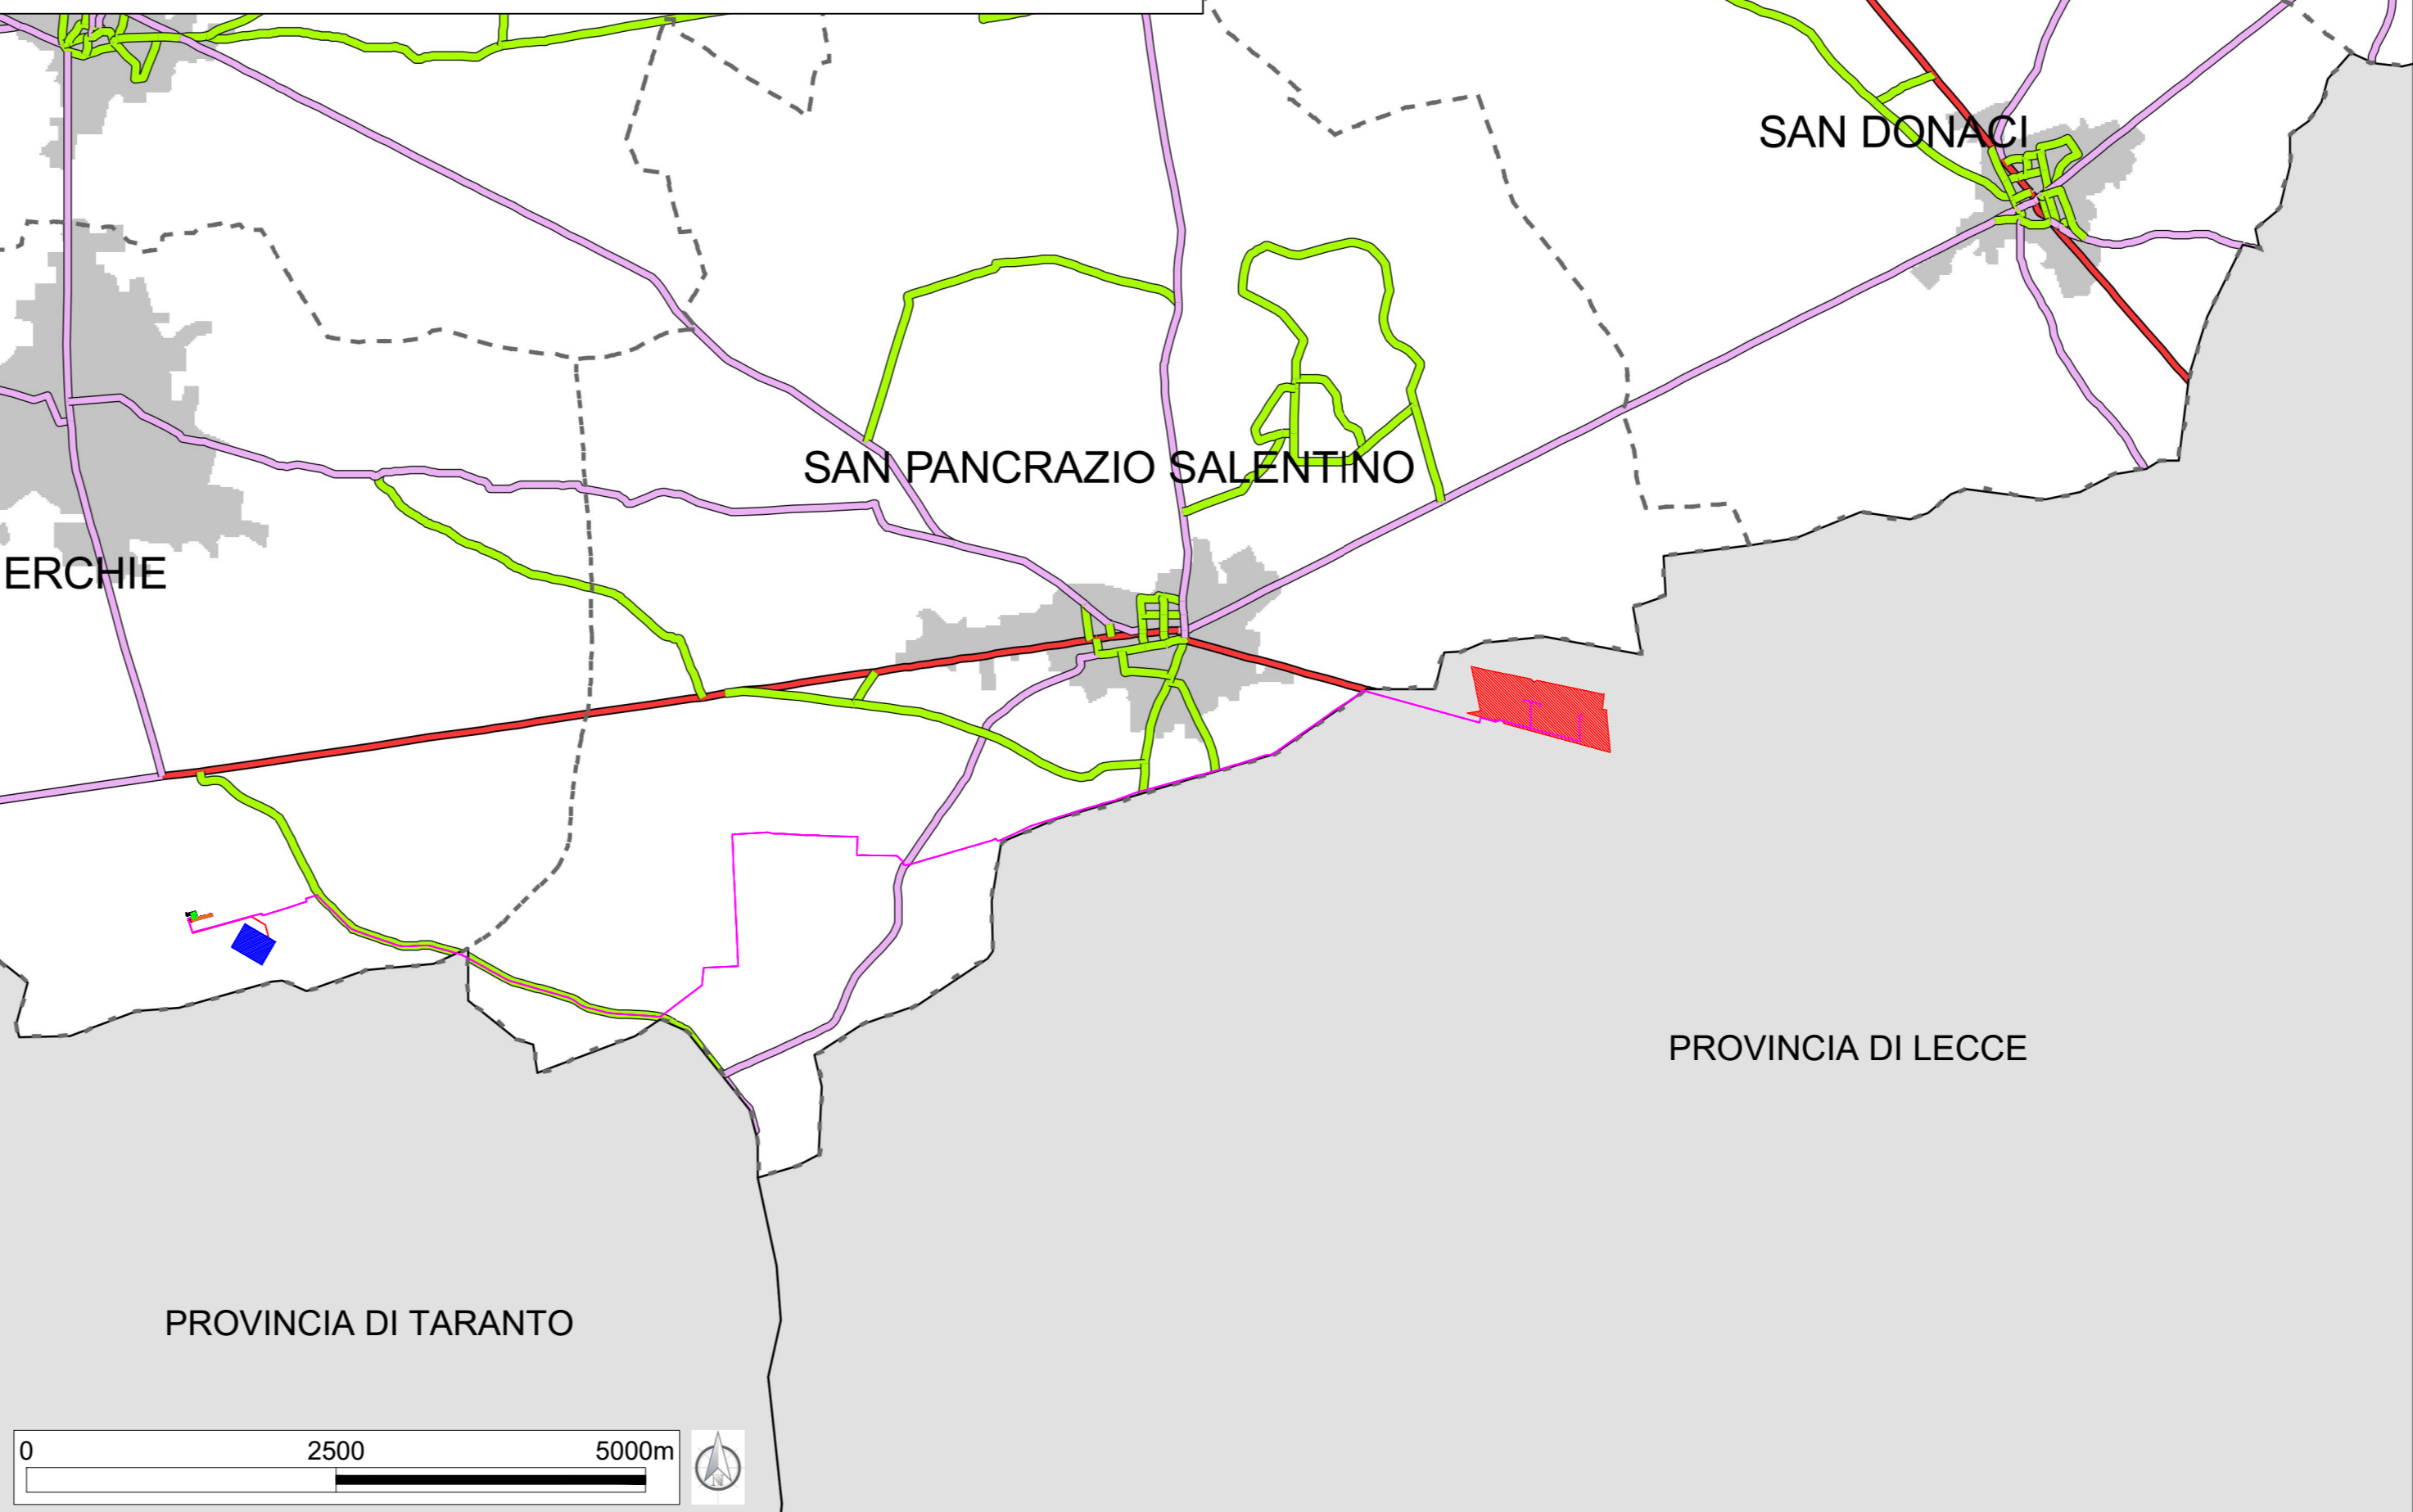 SAN DONACI
SAN PANCRAZIO SALENTINO
ERCHIE
PROVINCIA DI LECCE
PROVINCIA DI TARANTO
0 2500 5000m
N